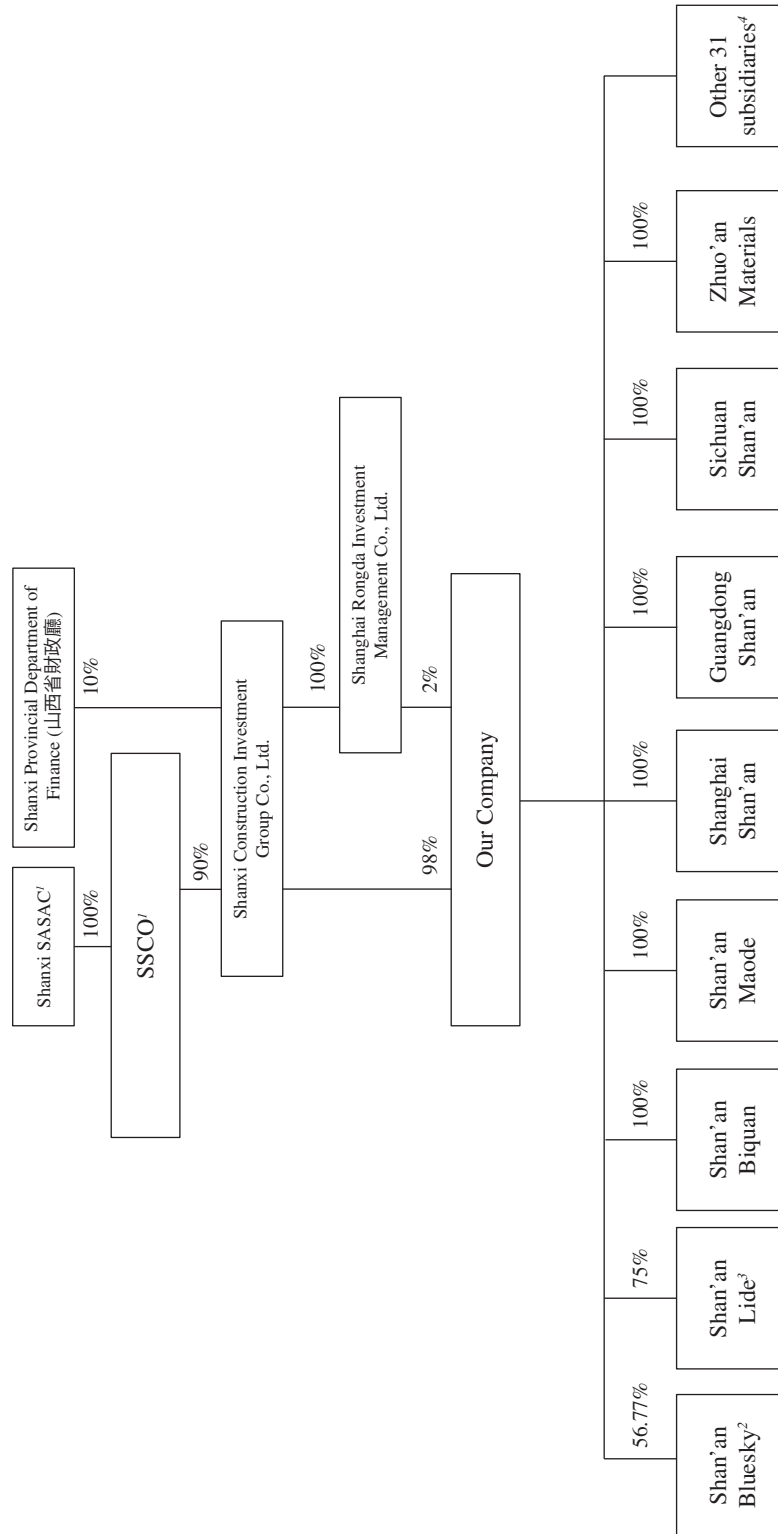 Shanxi SASAC¹
Shanxi Provincial Department of
Finance (山西省財政廳)
100%
10%
SSCO¹
90%
Shanxi Construction Investment
Group Co., Ltd.
100%
Shanghai Rongda Investment
Management Co., Ltd.
98%
2%
Our Company
56.77%
75%
100%
100%
100%
100%
100%
100%
Shan’an
Bluesky²
Shan’an
Lide³
Shan’an
Biquan
Shan’an
Maode
Shanghai
Shan’an
Guangdong
Shan’an
Sichuan
Shan’an
Zhuo’an
Materials
Other 31
subsidiaries⁴